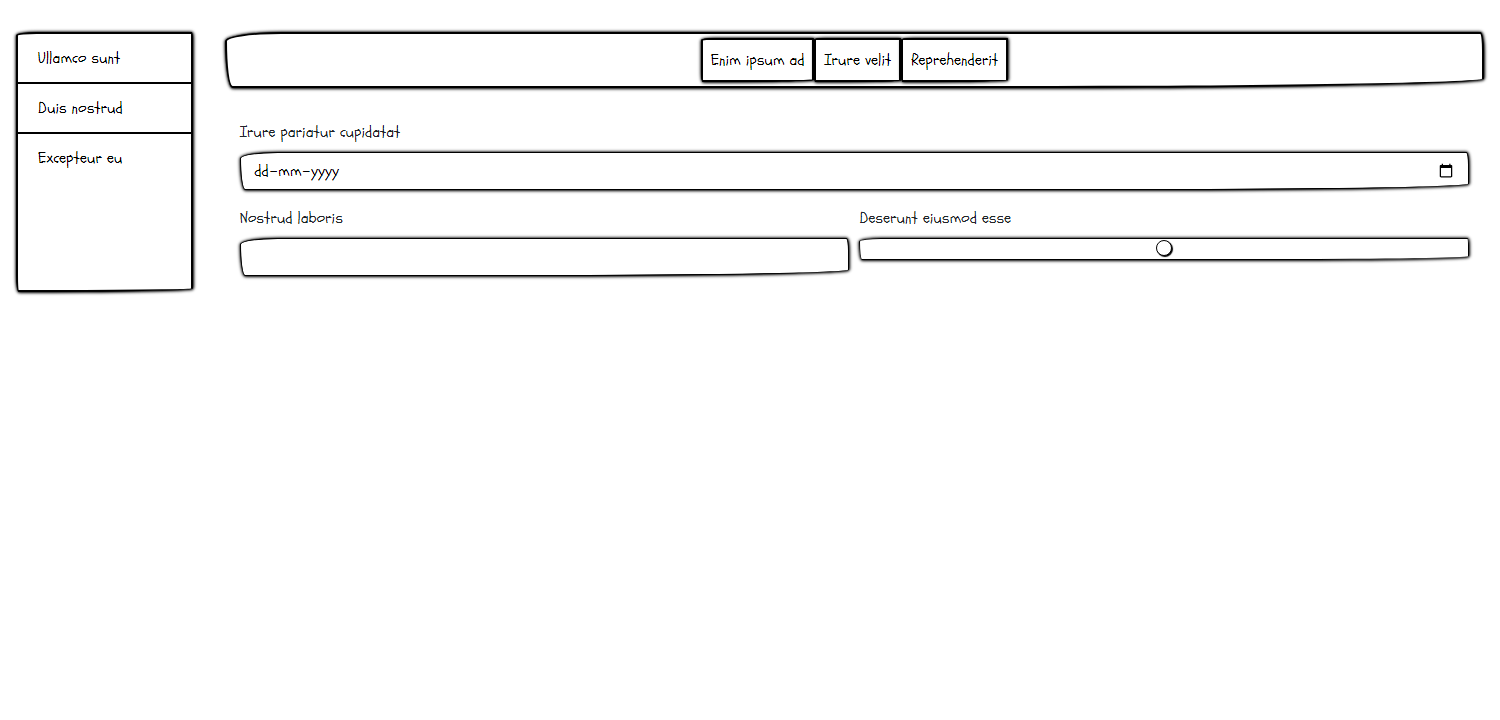 Ullamco sunt
Duis nostrud
Excepteur eu
Enim ipsum ad
Irure velit
Reprehenderit
Irure pariatur cupidatat
dd-mm-yyyy
Nostrud laboris
Deserunt eiusmod esse